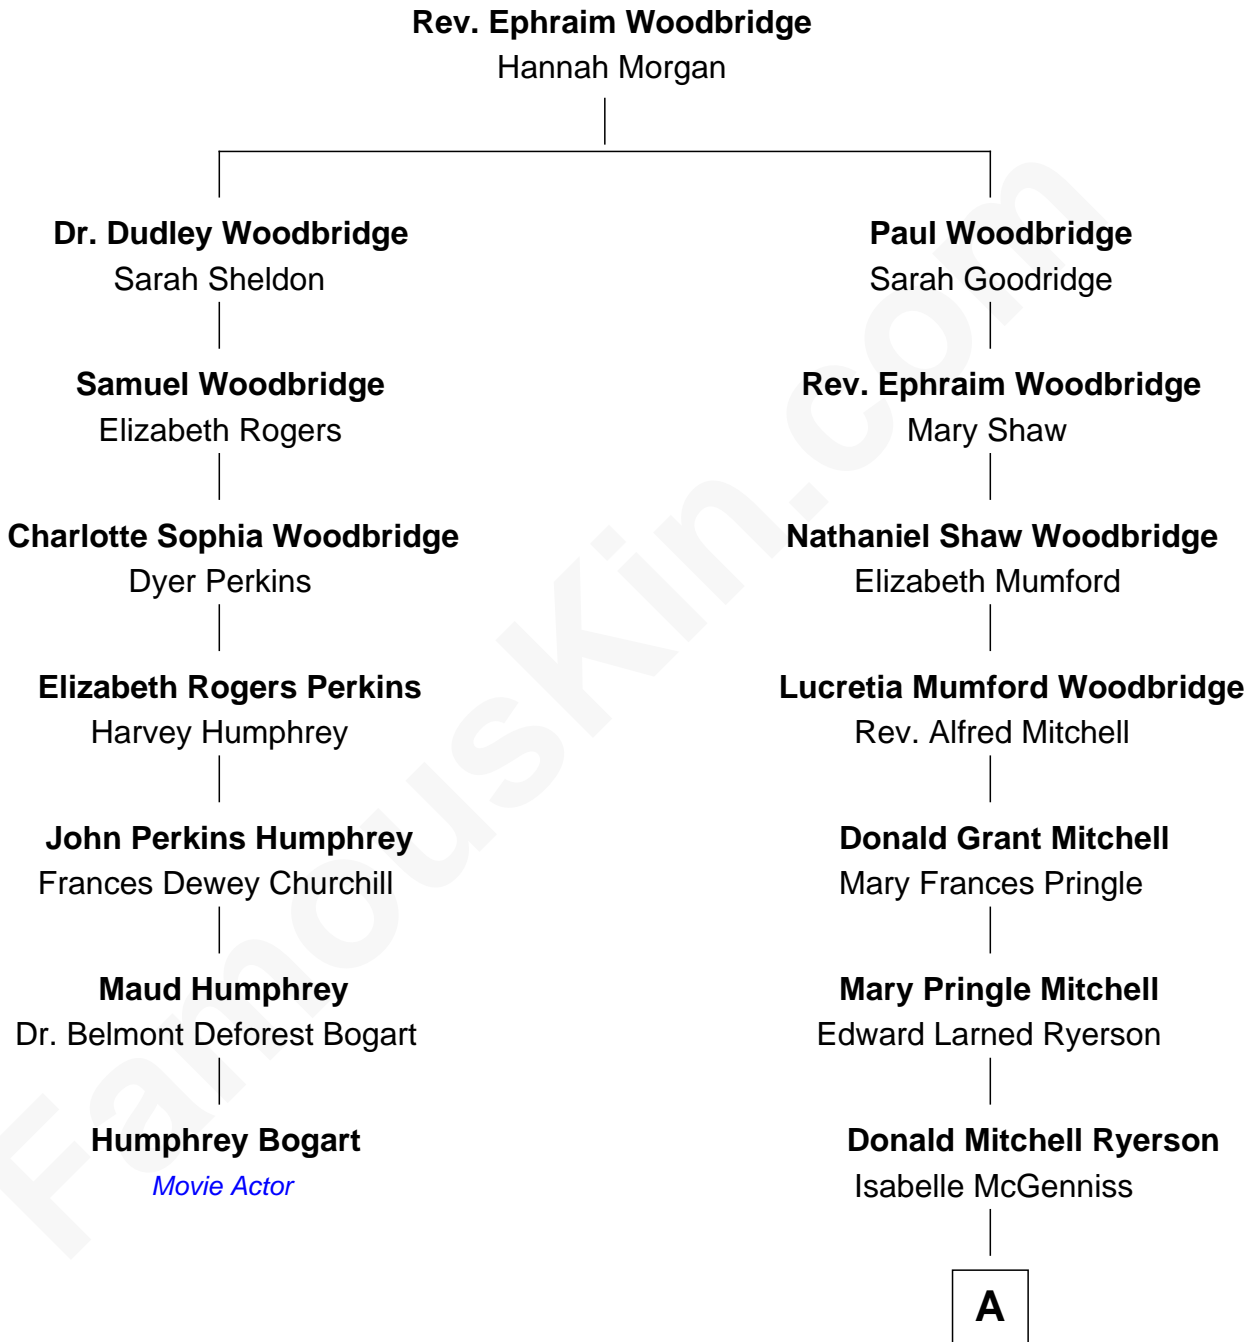 Rev. Ephraim Woodbridge
Hannah Morgan
Dr. Dudley Woodbridge
Sarah Sheldon
Paul Woodbridge
Sarah Goodridge
Samuel Woodbridge
Elizabeth Rogers
Rev. Ephraim Woodbridge
Mary Shaw
Charlotte Sophia Woodbridge
Dyer Perkins
Nathaniel Shaw Woodbridge
Elizabeth Mumford
Elizabeth Rogers Perkins
Harvey Humphrey
Lucretia Mumford Woodbridge
Rev. Alfred Mitchell
John Perkins Humphrey
Frances Dewey Churchill
Donald Grant Mitchell
Mary Frances Pringle
Maud Humphrey
Dr. Belmont Deforest Bogart
Mary Pringle Mitchell
Edward Larned Ryerson
Humphrey Bogart
Movie Actor
Donald Mitchell Ryerson
Isabelle McGenniss
A
FamousKin.com